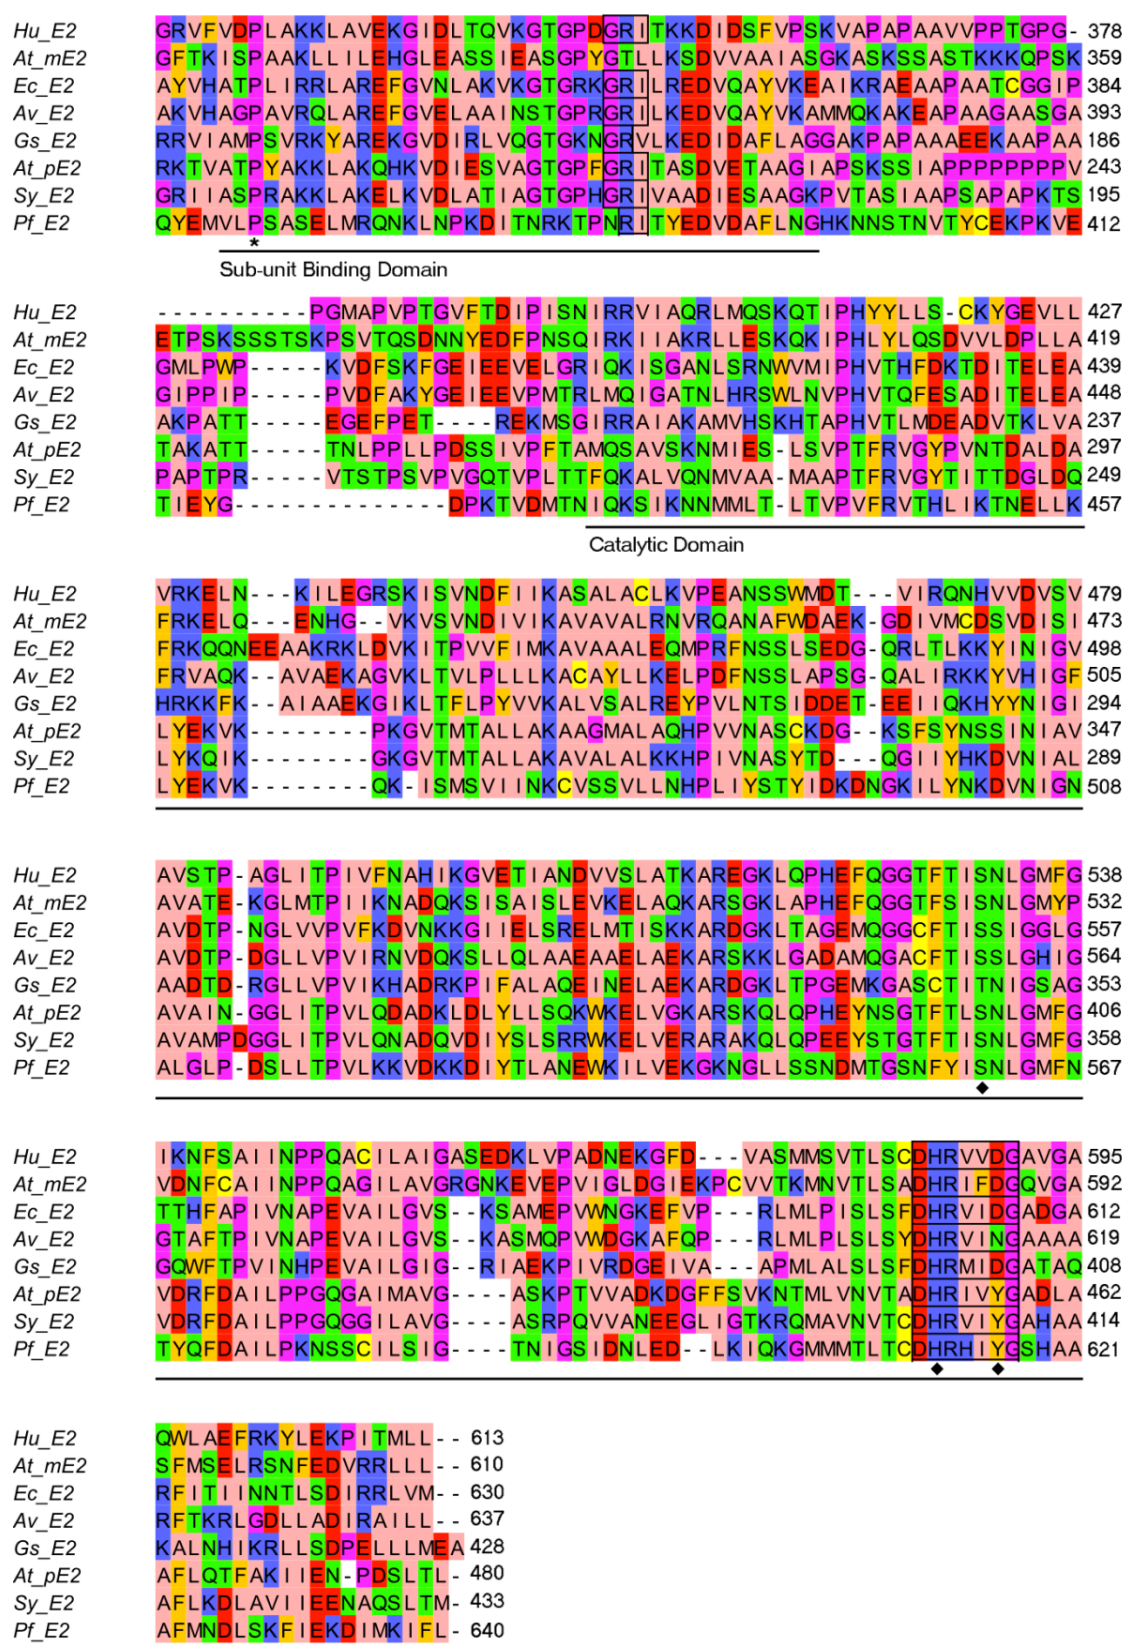 Hu_E2 GRVFVDPLAKKLAVEKGIDLTQVKGTGPDGRITKKDIDSFVPSKVAPAPAAVVPPTGPG- 378
At_mE2 GFTKISPAAKLLILEHGLEASSIEASGPYGTLLKSDVVAAIASGKASKSSASTKKKQPSK 359
Ec_E2 AYVHATPLIRRLAREFGVNLAKVKGTGRKGRILREDVQAYVKEAIKRAEAAPAATCGGIP 384
Av_E2 AKVHAGPAVRQLAREFGVELAAINSTGPRGRILKEDVQAYVKAMMQKAKEAPAAGAASGA 393
Gs_E2 RRVIAMPSVRKYAREKGVDIRLVQGTGKNGRVLKEDIDAFLAGGAKPAPAAAEEKAAPAA 186
At_pE2 RKTVATPYAKKLAKQHKVDIESVAGTGPFGRITASDVETAAGIAPSKSSIAPPPPPPPPV 243
Sy_E2 GRIIASPRAKKLAKELKVDLATIAGTGPHGRIVAADIESAAGKPVTASIAAPSAPAPKTS 195
Pf_E2 QYEMVLPSASELMRQNKLNPKDITNRKTPNRITYEDVDAFLNGHKNNSTNVTYCEKPKVE 412
*
Sub-unit Binding Domain
Hu_E2 ----------PGMAPVPTGVFTDIPISNIRRVIAQRLMQSKQTIPHYYLLS-CKYGEVLL 427
At_mE2 ETPSKSSSTSKPSVTQSDNNYEDFPNSQIRKIIAKRLLESKQKIPHLYLQSDVVLDPLLA 419
Ec_E2 GMLPWP-----KVDFSKFGEIEEVELGRIQKISGANLSRNWVMIPHVTHFDKTDITELEA 439
Av_E2 GIPPIP-----PVDFAKYGEIEEVPMTRLMQIGATNLHRSWLNVPHVTQFESADITELEA 448
Gs_E2 AKPATT-----EGEFPET----REKMSGIRRAIAKAMVHSKHTAPHVTLMDEADVTKLVA 237
At_pE2 TAKATT-----TNLPPLLPDSSIVPFTAMQSAVSKNMIES-LSVPTFRVGYPVNTDALDA 297
Sy_E2 PAPTPR-----VTSTPSVPVGQTVPLTTFQKALVQNMVAA-MAAPTFRVGYTITTDGLDQ 249
Pf_E2 TIEYG--------------DPKTVDMTNIQKSIKNNMMLT-LTVPVFRVTHLIKTNELLK 457
Catalytic Domain
Hu_E2 VRKELN---KILEGRSKISVNDFIIKASALACLKVPEANSSWMDT---VIRQNHVVDVSV 479
At_mE2 FRKELQ---ENHG--VKVSVNDIVIKAVAVALRNVRQANAFWDAEK-GDIVMCDSVDISI 473
Ec_E2 FRKQQNEEAAKRKLDVKITPVVFIMKAVAAALEQMPRFNSSLSEDG-QRLTLKKYINIGV 498
Av_E2 FRVAQK--AVAEKAGVKLTVLPLLLKACAYLLKELPDFNSSLAPSG-QALIRKKYVHIGF 505
Gs_E2 HRKKFK--AIAAEKGIKLTFLPYVVKALVSALREYPVLNTSIDDET-EEIIQKHYYNIGI 294
At_pE2 LYEKVK--------PKGVTMTALLAKAAGMALAQHPVVNASCKDG--KSFSYNSSINIAV 347
Sy_E2 LYKQIK--------GKGVTMTALLAKAVALALKKHPIVNASYTD---QGIIYHKDVNIAL 289
Pf_E2 LYEKVK--------QK-ISMSVIINKCVSSVLLNHPLIYSTYIDKDNGKILYNKDVNIGN 508
Hu_E2 AVSTP-AGLITPIVFNAHIKGVETIANDVVSLATKAREGKLQPHEFQGGTFTISNLGMFG 538
At_mE2 AVATE-KGLMTPIIKNADQKSISAISLEVKELAQKARSGKLAPHEFQGGTFSISNLGMYP 532
Ec_E2 AVDTP-NGLVVPVFKDVNKKGIIELSRELMTISKKARDGKLTAGEMQGGCFTISSIGGLG 557
Av_E2 AVDTP-DGLLVPVIRNVDQKSLLQLAAEAAELAEKARSKKLGADAMQGACFTISSLGHIG 564
Gs_E2 AADTD-RGLLVPVIKHADRKPIFALAQEINELAEKARDGKLTPGEMKGASCTITNIGSAG 353
At_pE2 AVAIN-GGLITPVLQDADKLDLYLLSQKWKELVGKARSKQLQPHEYNSGTFTLSNLGMFG 406
Sy_E2 AVAMPDGGLITPVLQNADQVDIYSLSRRWKELVERARAKQLQPEEYSTGTFTISNLGMFG 358
Pf_E2 ALGLP-DSLLTPVLKKVDKKDIYTLANEWKILVEKGKNGLLSSNDMTGSNFYISNLGMFN 567
◆
Hu_E2 IKNFSAIINPPQACILAIGASEDKLVPADNEKGFD---VASMMSVTLSCDHRVVDGAVGA 595
At_mE2 VDNFCAIINPPQAGILAVGRGNKEVEPVIGLDGIEKPCVVTKMNVTLSADHRIFDGQVGA 592
Ec_E2 TTHFAPIVNAPEVAILGVS--KSAMEPVWNGKEFVP---RLMLPISLSFDHRVIDGADGA 612
Av_E2 GTAFTPIVNAPEVAILGVS--KASMQPVWDGKAFQP---RLMLPLSLSYDHRVINGAAAA 619
Gs_E2 GQWFTPVINHPEVAILGIG--RIAEKPIVRDGEIVA---APMLALSLSFDHRMIDGATAQ 408
At_pE2 VDRFDAILPPGQGAIMAVG----ASKPTVVADKDGFFSVKNTMLVNVTADHRIVYGADLA 462
Sy_E2 VDRFDAILPPGQGGILAVG----ASRPQVVANEEGLIGTKRQMAVNVTCDHRVIYGAHAA 414
Pf_E2 TYQFDAILPKNSSCILSIG----TNIGSIDNLED--LKIQKGMMMTLTCDHRHIYGSHAA 621
◆ ◆
Hu_E2 QWLAEFRKYLEKPITMLL-- 613
At_mE2 SFMSELRSNFEDVRRLLL-- 610
Ec_E2 RFITIINNTLSDIRRLVM-- 630
Av_E2 RFTKRLGDLLADIRAILL-- 637
Gs_E2 KALNHIKRLLSDPELLLMEA 428
At_pE2 AFLQTFAKIIEN-PDSLTL- 480
Sy_E2 AFLKDLAVIIEENAQSLTM- 433
Pf_E2 AFMNDLSKFIEKDIMKIFL- 640